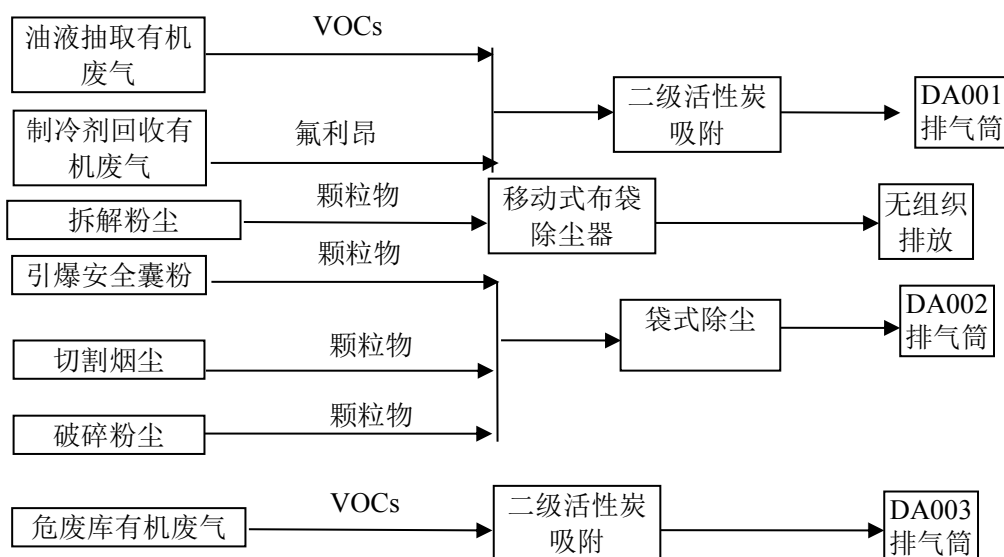 油液抽取有机
废气
VOCs
二级活性炭
吸附
DA001
排气筒
制冷剂回收有
机废气
氟利昂
拆解粉尘
颗粒物
移动式布袋
除尘器
无组织
排放
引爆安全囊粉
颗粒物
袋式除尘
DA002
排气筒
切割烟尘
颗粒物
破碎粉尘
颗粒物
危废库有机废气
VOCs
二级活性炭
吸附
DA003
排气筒